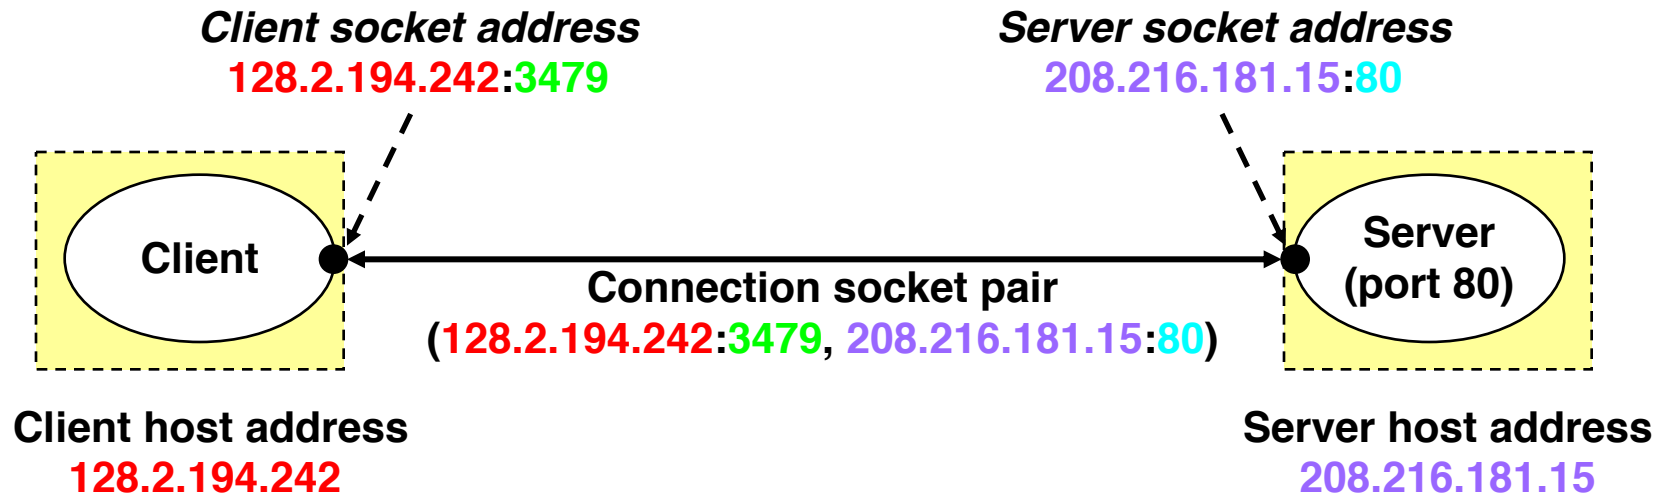 Client socket address
128.2.194.242:3479
Server socket address
208.216.181.15:80
Client
Server
(port 80)
Connection socket pair
(128.2.194.242:3479, 208.216.181.15:80)
Client host address
128.2.194.242
Server host address
208.216.181.15